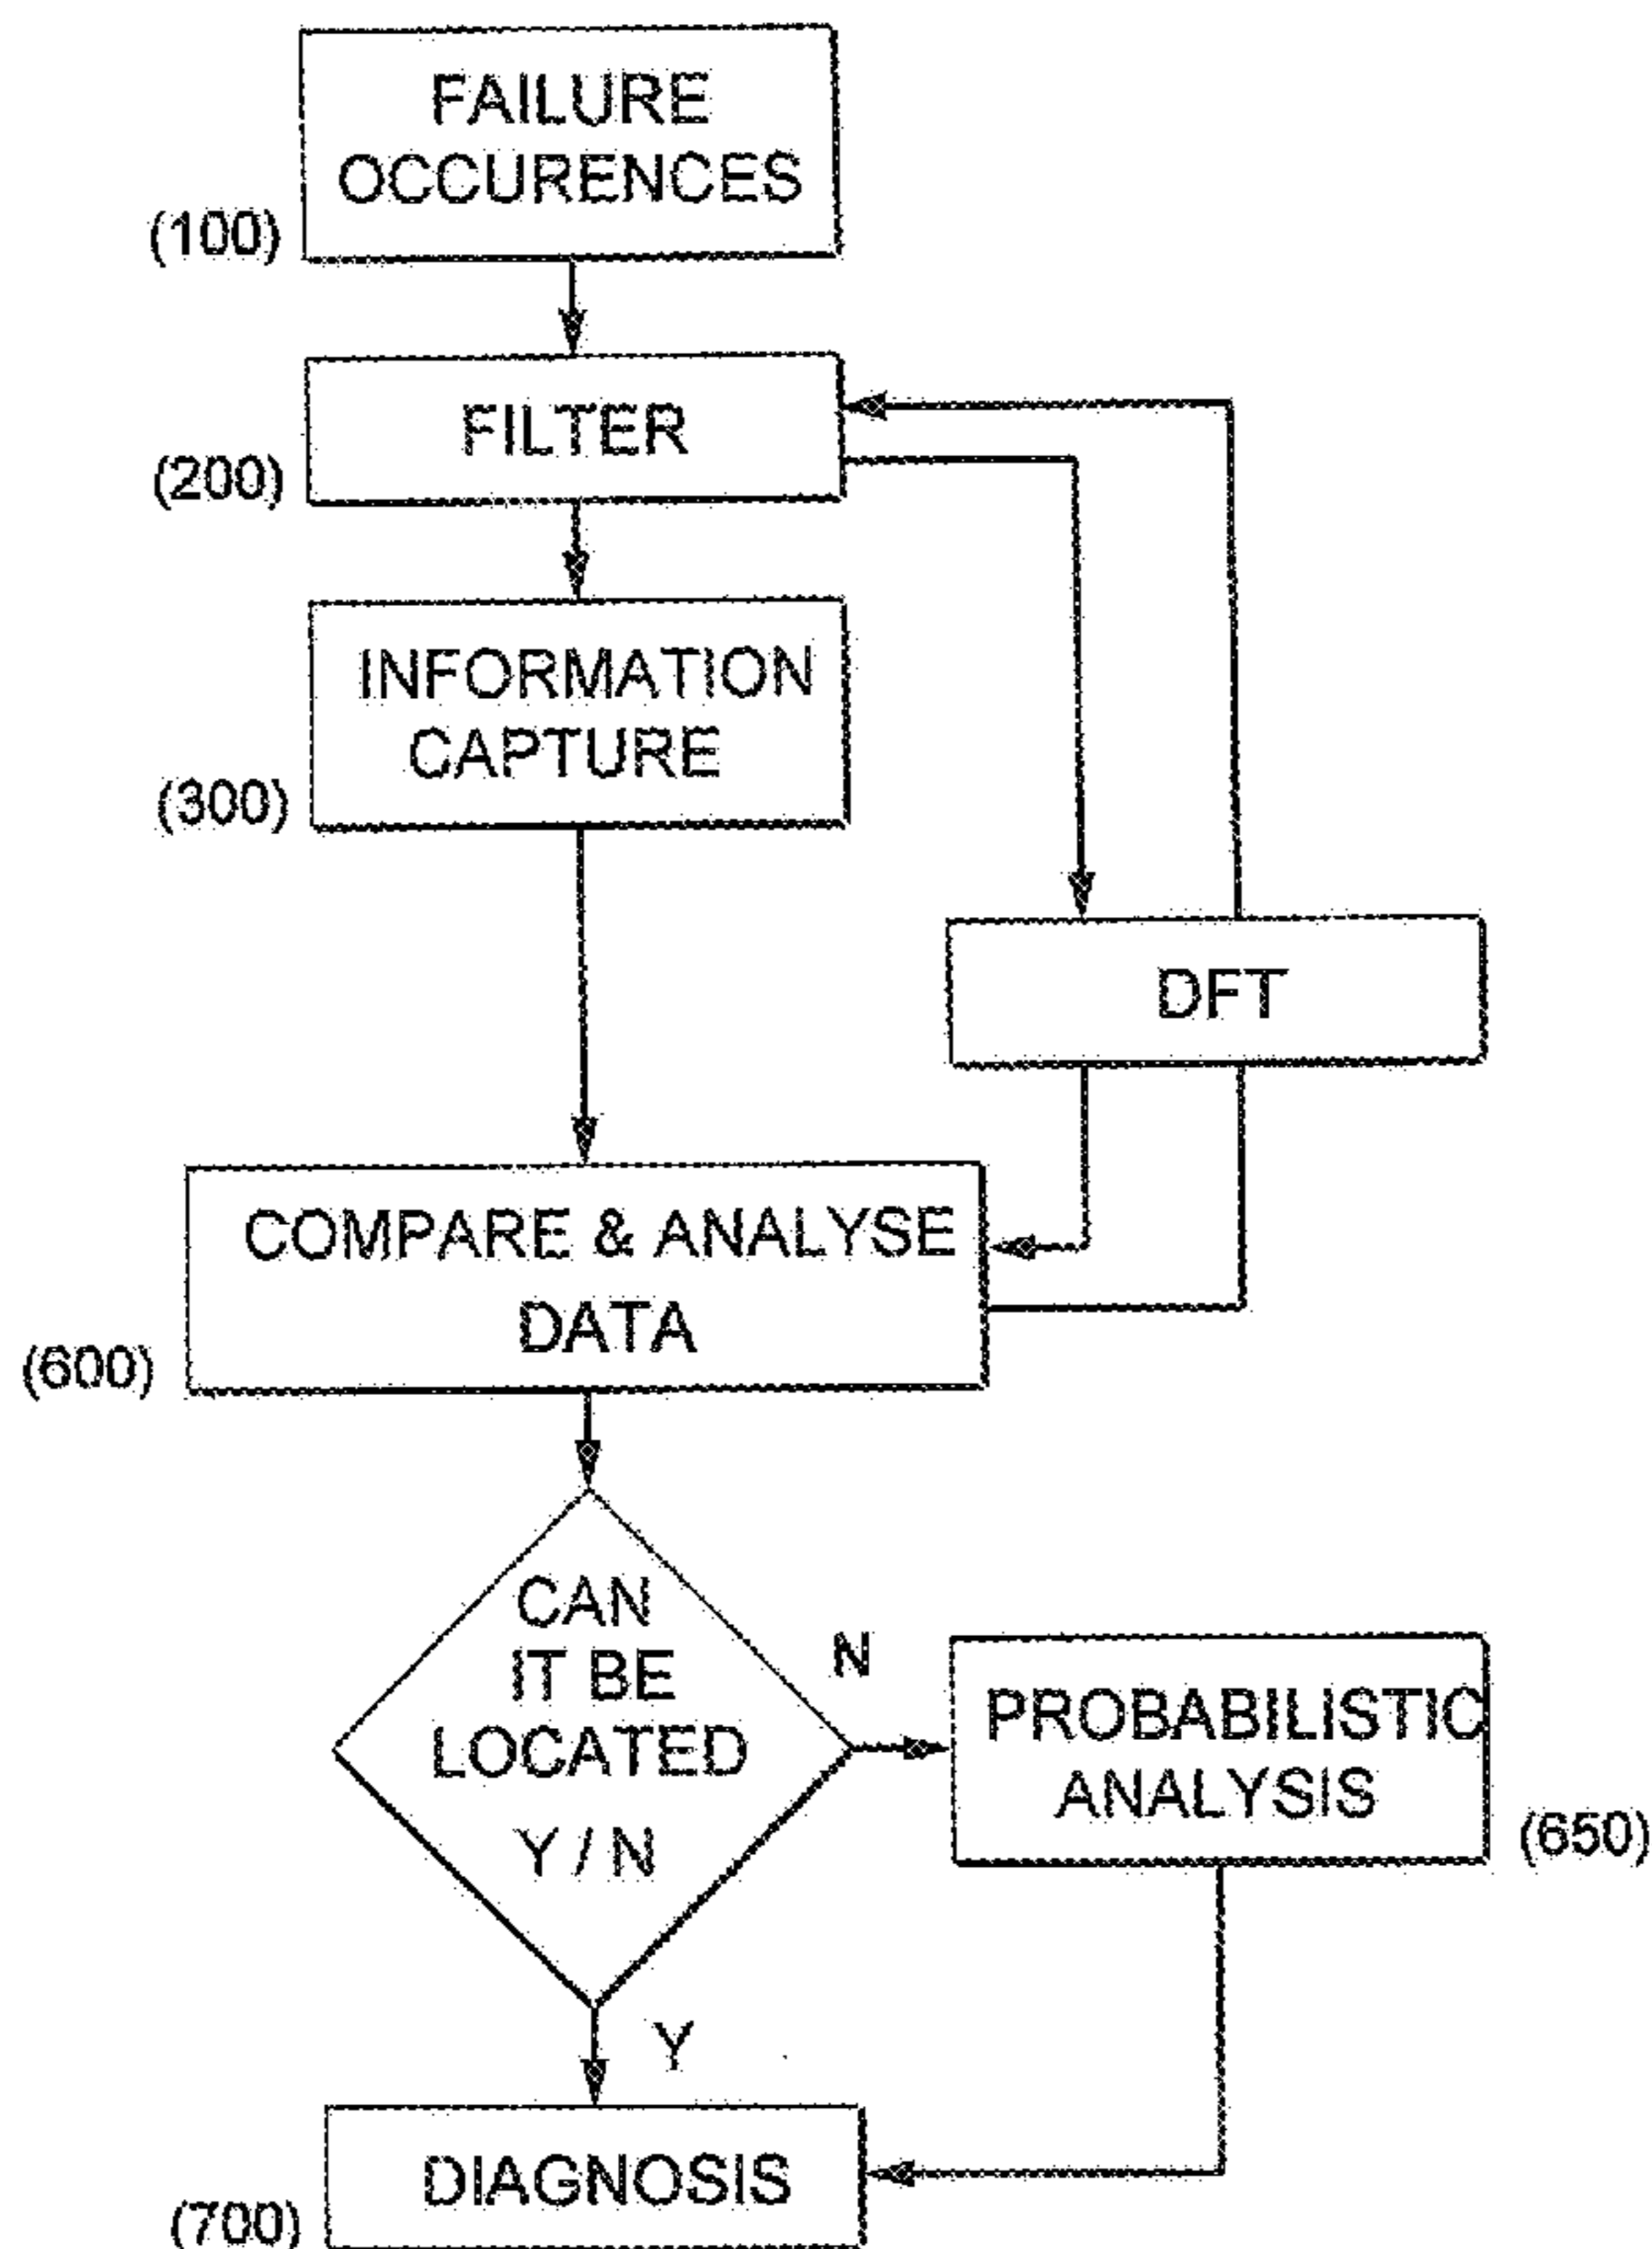 FAILURE
OCCURENCES
(100)
FILTER
(200)
INFORMATION
CAPTURE
(300)
DFT
COMPARE & ANALYSE
DATA
(600)
CAN
IT BE
LOCATED
Y / N
N
PROBABILISTIC
ANALYSIS
(650)
Y
DIAGNOSIS
(700)